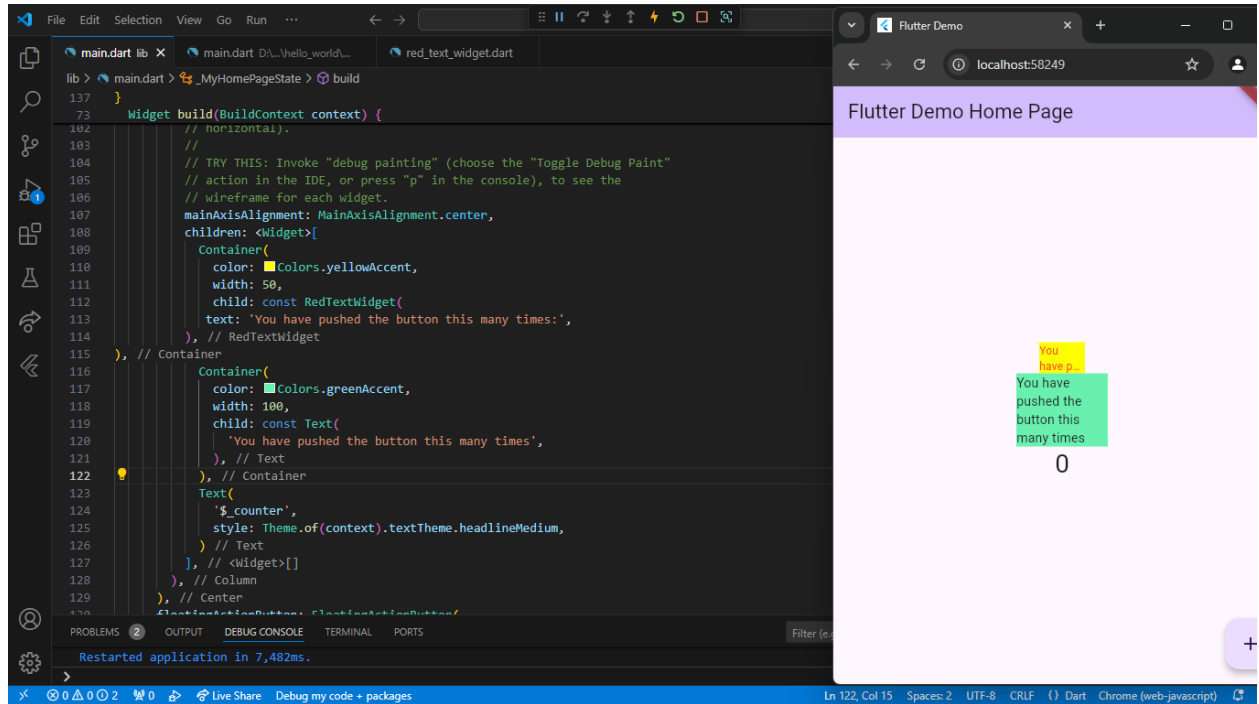 File Edit Selection View Go Run ···
main.dart lib
main.dart D:\...\hello_world\...
red_text_widget.dart
lib > main.dart > _MyHomePageState > build
137 }
73 Widget build(BuildContext context) {
102 // horizontal).
103 //
104 // TRY THIS: Invoke "debug painting" (choose the "Toggle Debug Paint"
105 // action in the IDE, or press "p" in the console), to see the
106 // wireframe for each widget.
107 mainAxisAlignment: MainAxisAlignment.center,
108 children: <Widget>[
109 Container(
110 color: Colors.yellowAccent,
111 width: 50,
112 child: const RedTextWidget(
113 text: 'You have pushed the button this many times:',
114 ), // RedTextWidget
115 ), // Container
116 Container(
117 color: Colors.greenAccent,
118 width: 100,
119 child: const Text(
120 'You have pushed the button this many times',
121 ), // Text
122 ), // Container
123 Text(
124 '$_counter',
125 style: Theme.of(context).textTheme.headlineMedium,
126 ) // Text
127 ], // <Widget>[]
128 ), // Column
129 ), // Center
130 floatingActionButton: FloatingActionButton(
1
PROBLEMS 2 OUTPUT DEBUG CONSOLE TERMINAL PORTS
Filter (e.
Restarted application in 7,482ms.
>
0 0 2 0 Live Share Debug my code + packages
Ln 122, Col 15 Spaces: 2 UTF-8 CRLF {} Dart Chrome (web-javascript)
Flutter Demo
localhost:58249
Flutter Demo Home Page
You
have p...
You have
pushed the
button this
many times
0
+